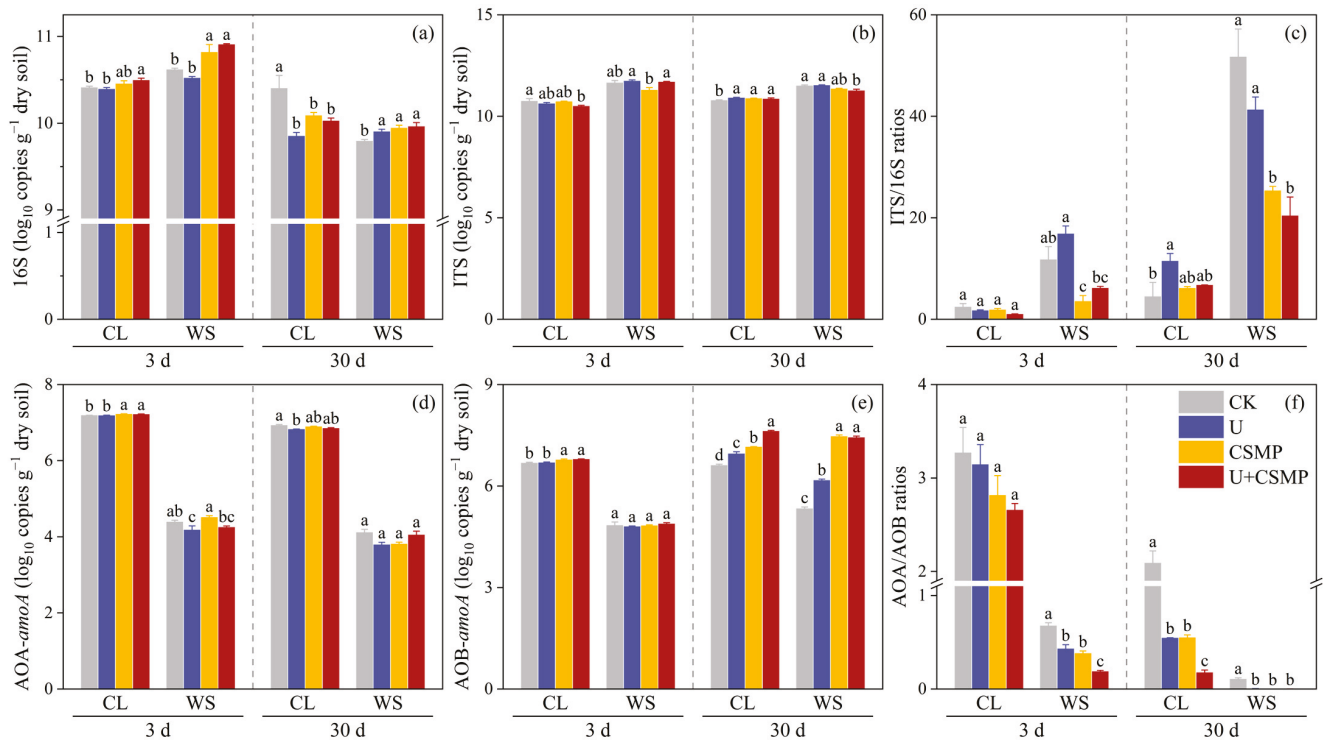 (a)
16S (log10 copies g−1 dry soil)
11
10
9
1
0
b b ab a
b b a a
a b b b
b a a a
CL WS CL WS
3 d 30 d
(b)
ITS (log10 copies g−1 dry soil)
15
10
5
0
a ab ab b
ab a b a
b a a a
a a ab b
CL WS CL WS
3 d 30 d
(c)
ITS/16S ratios
60
40
20
0
a a a a
ab a c bc
b a ab ab
a a b b
CL WS CL WS
3 d 30 d
(d)
AOA-amoA (log10 copies g−1 dry soil)
8
6
4
2
0
b b a a
ab c a bc
a b ab ab
a a a a
CL WS CL WS
3 d 30 d
(e)
AOB-amoA (log10 copies g−1 dry soil)
9
6
3
0
b b a a
a a a a
d c b a
c b a a
CL WS CL WS
3 d 30 d
(f)
AOA/AOB ratios
4
3
2
1
0
CK
U
CSMP
U+CSMP
a a a a
a b b c
a b b c
a b b b
CL WS CL WS
3 d 30 d